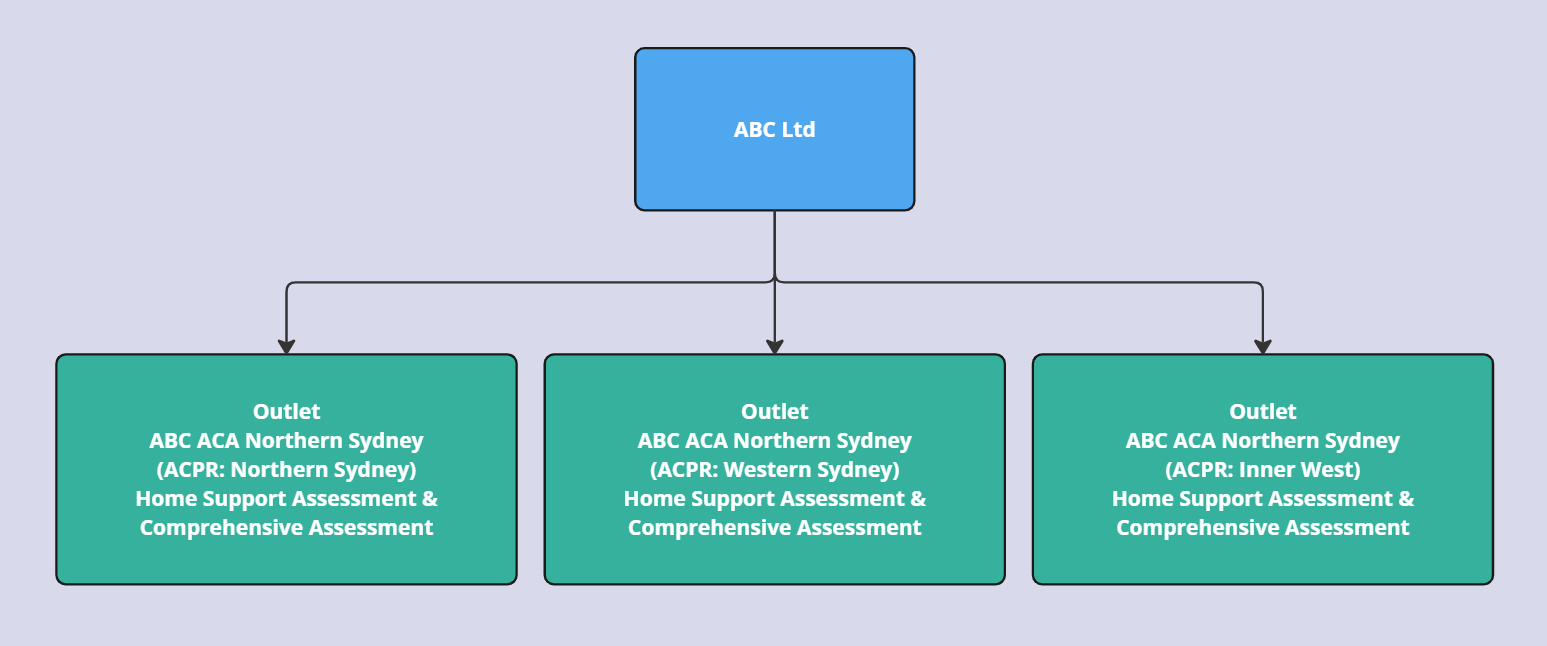 ABC Ltd
Outlet
ABC ACA Northern Sydney
(ACPR: Northern Sydney)
Home Support Assessment &
Comprehensive Assessment
Outlet
ABC ACA Northern Sydney
(ACPR: Western Sydney)
Home Support Assessment &
Comprehensive Assessment
Outlet
ABC ACA Northern Sydney
(ACPR: Inner West)
Home Support Assessment &
Comprehensive Assessment